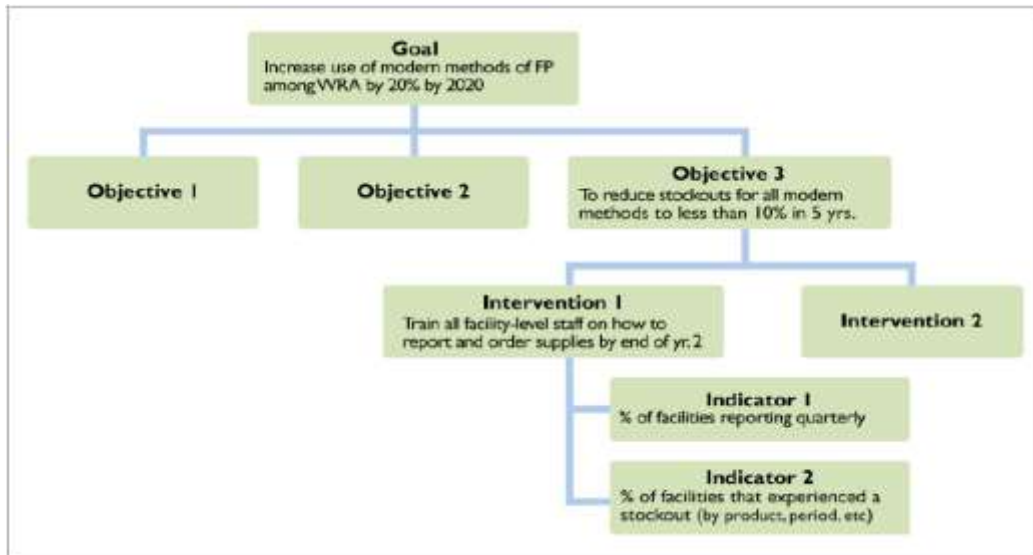 Goal
Increase use of modern methods of FP
among WRA by 20% by 2020
Objective 1
Objective 2
Objective 3
To reduce stockouts for all modern
methods to less than 10% in 5 yrs.
Intervention 1
Train all facility-level staff on how to
report and order supplies by end of yr. 2
Intervention 2
Indicator 1
% of facilities reporting quarterly
Indicator 2
% of facilities that experienced a
stockout (by product, period, etc)